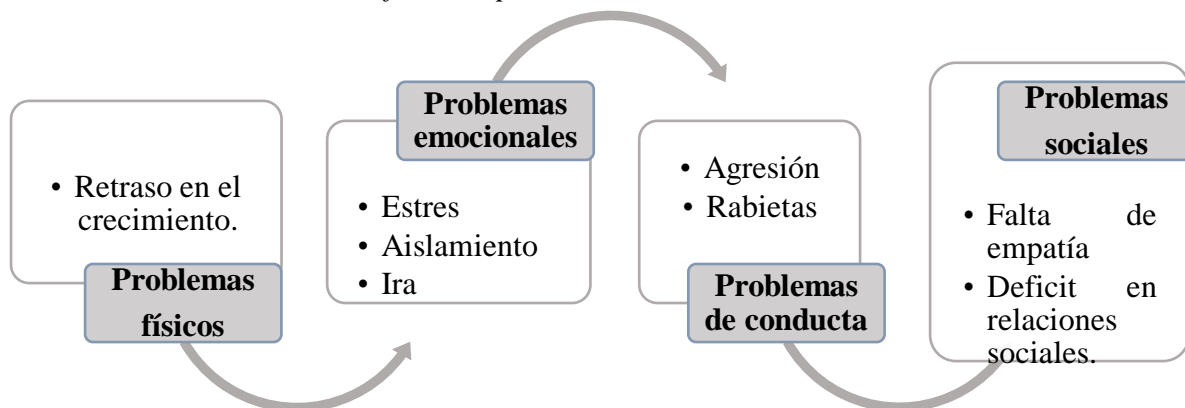 • Retraso en el
crecimiento.
Problemas
físicos
Problemas
emocionales
• Estres
• Aislamiento
• Ira
• Agresión
• Rabietas
Problemas
de conducta
Problemas
sociales
• Falta de
empatía
• Deficit en
relaciones
sociales.